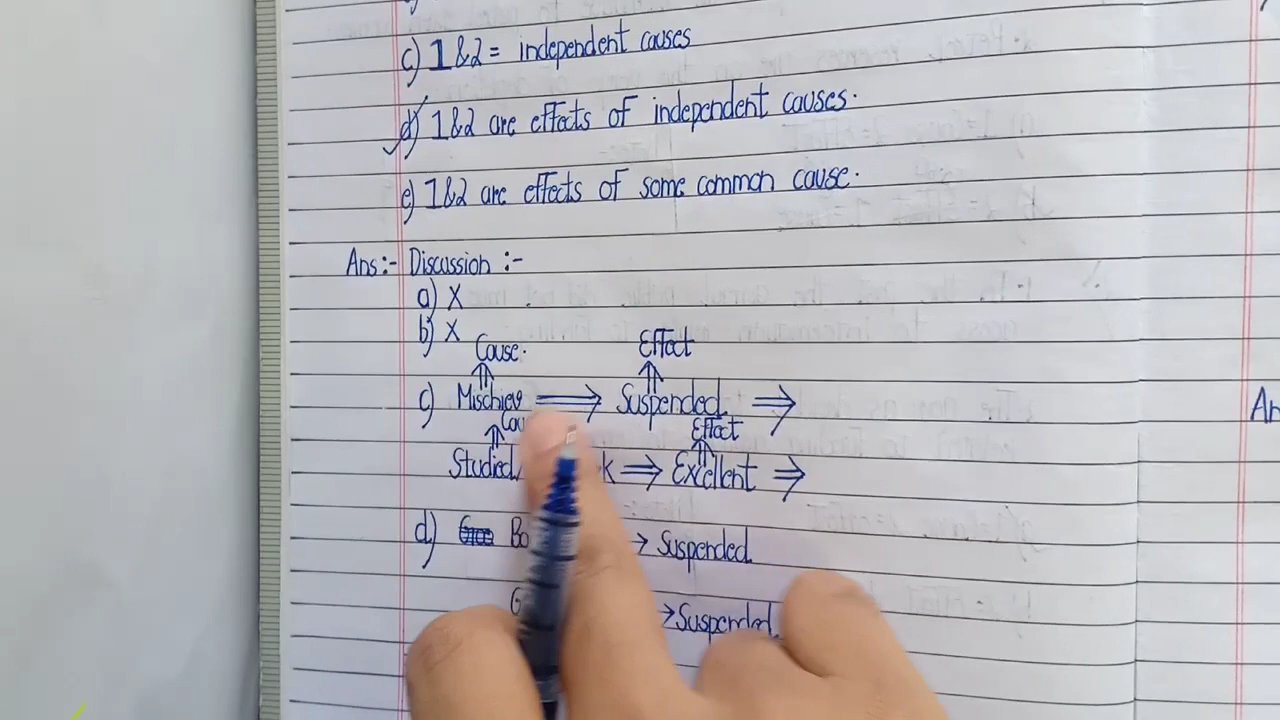 c) 1 & 2 = independent causes
d) 1 & 2 are effects of independent causes.
e) 1 & 2 are effects of some common cause.
Ans :- Discussion :-
a) X
b) X
Cause. Effect
c) Mischiev ⇒ Suspended ⇒
Effect
Studied ⇒ Excellent ⇒
d) → Suspended
→ Suspended